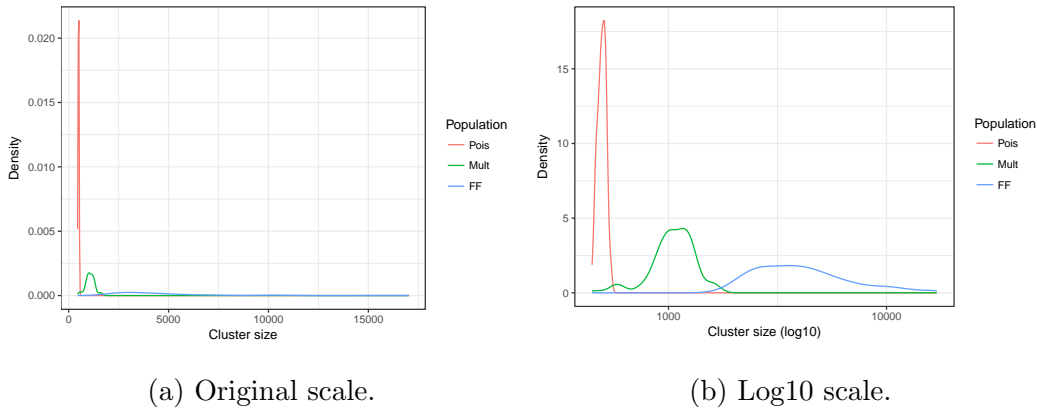 0.020
0.015
0.010
0.005
0.000
Density
0
5000
10000
15000
Cluster size
Population
Pois
Mult
FF
15
10
5
0
Density
1000
10000
Cluster size (log10)
Population
Pois
Mult
FF
(a) Original scale.
(b) Log10 scale.